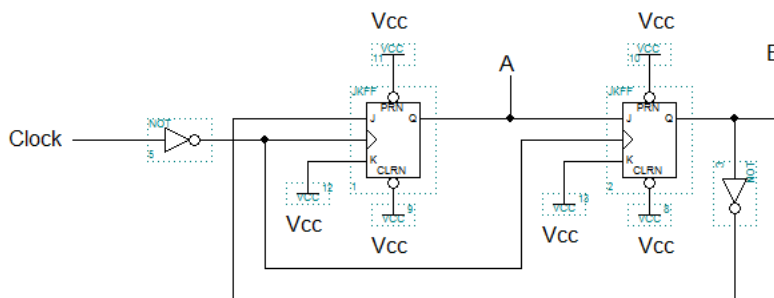 Vcc
Vcc
VCC
11
VCC
10
A
B
JKFF
PRN
J
Q
K
CLRN
1
JKFF
PRN
J
Q
K
CLRN
2
NOT
Clock
5
3
NOT
VCC
12
Vcc
VCC
9
Vcc
VCC
13
Vcc
VCC
8
Vcc